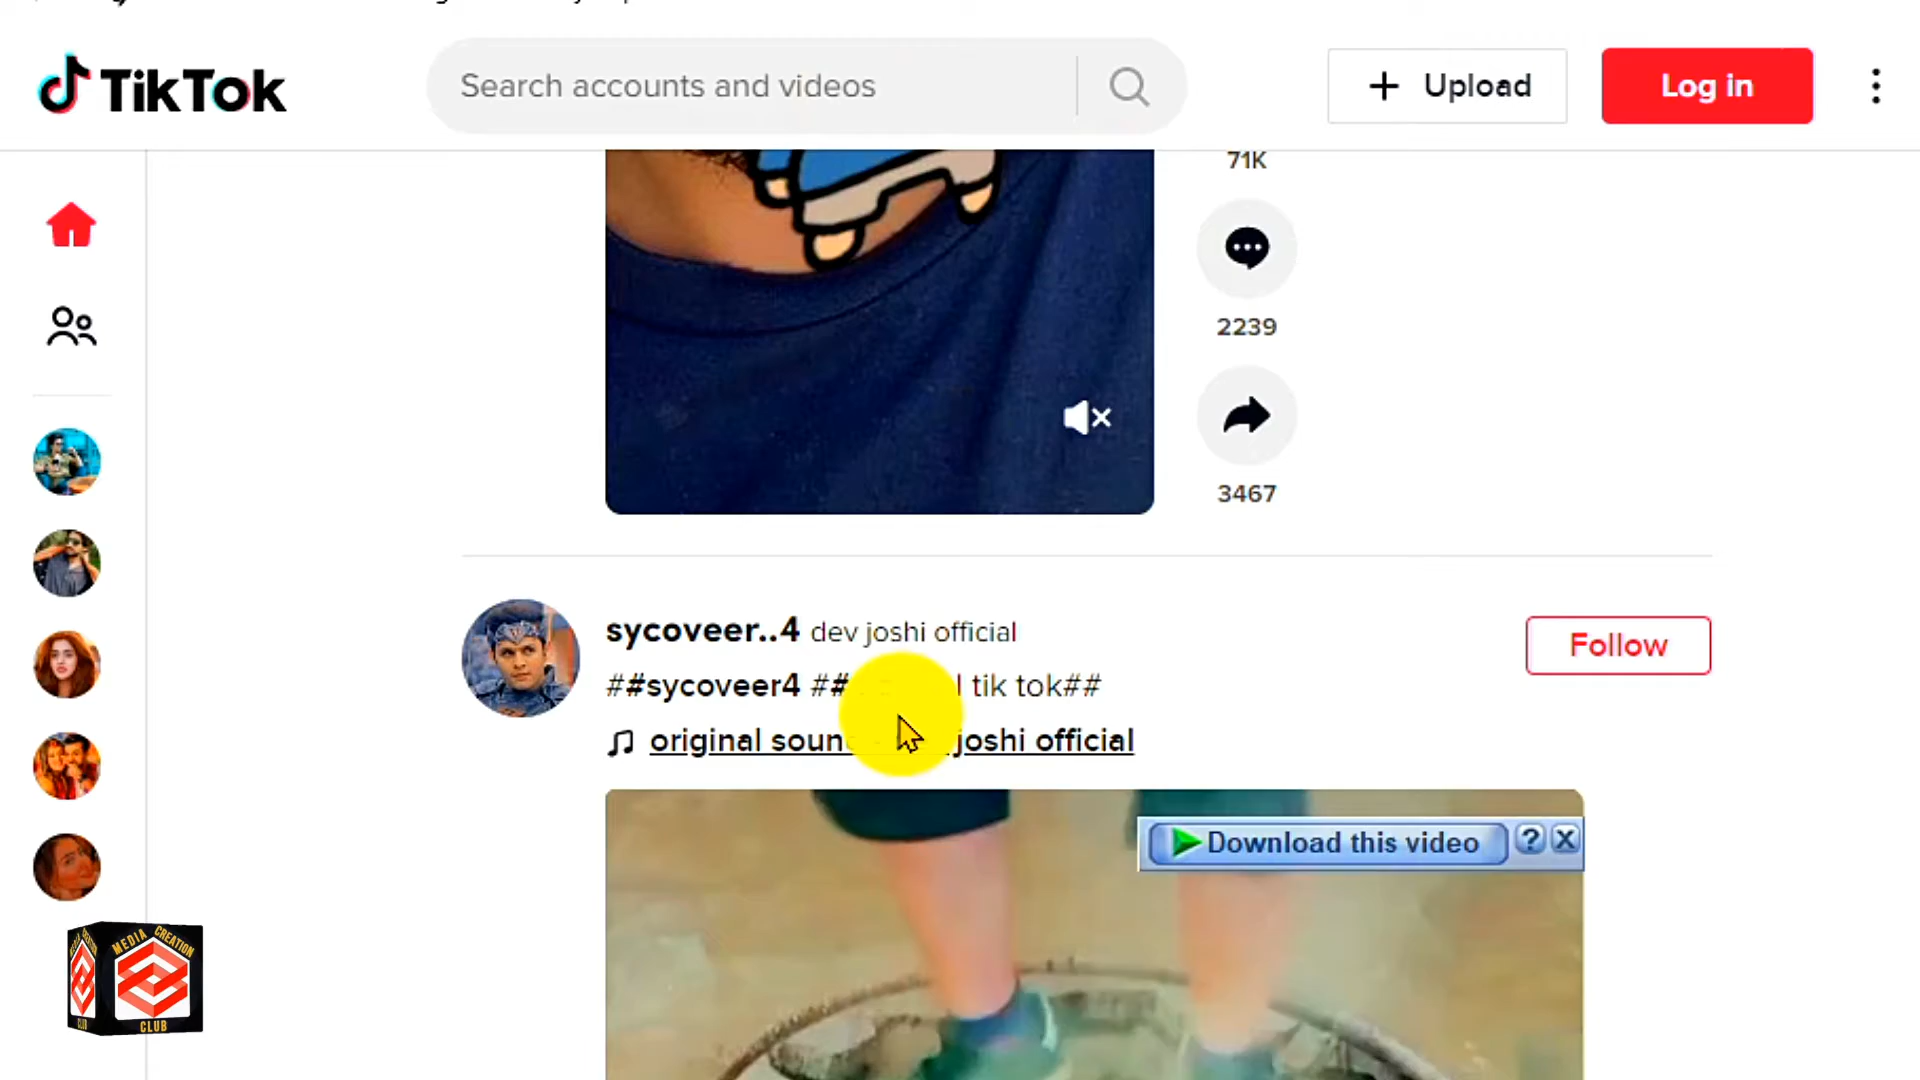 TikTok
Search accounts and videos
+ Upload
Log in
71K
2239
3467
sycoveer..4 dev joshi official
Follow
##sycoveer4 ## tik tok##
original joshi official
Download this video ? X
MEDIA CREATION
CLUB